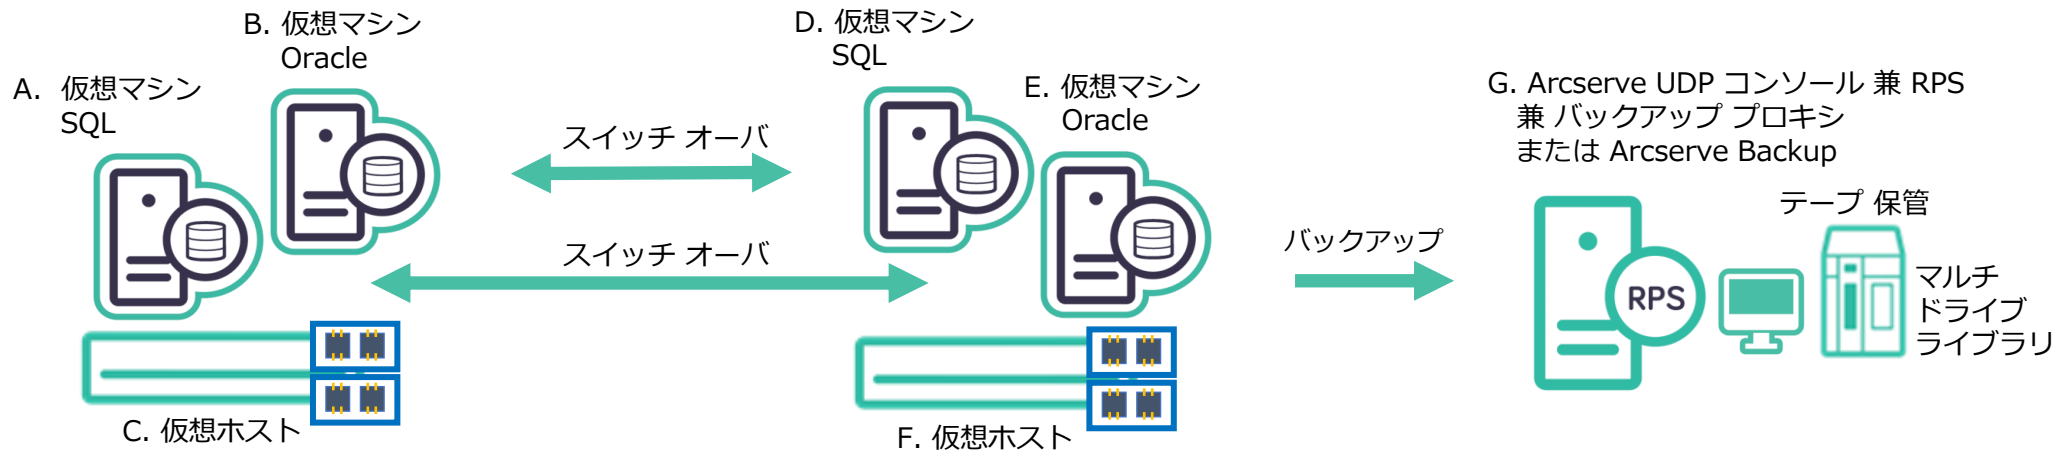 A. 仮想マシン
SQL
B. 仮想マシン
Oracle
C. 仮想ホスト
スイッチ オーバ
スイッチ オーバ
D. 仮想マシン
SQL
E. 仮想マシン
Oracle
F. 仮想ホスト
バックアップ
G. Arcserve UDP コンソール 兼 RPS
兼 バックアップ プロキシ
または Arcserve Backup
RPS
テープ 保管
マルチ
ドライブ
ライブラリ